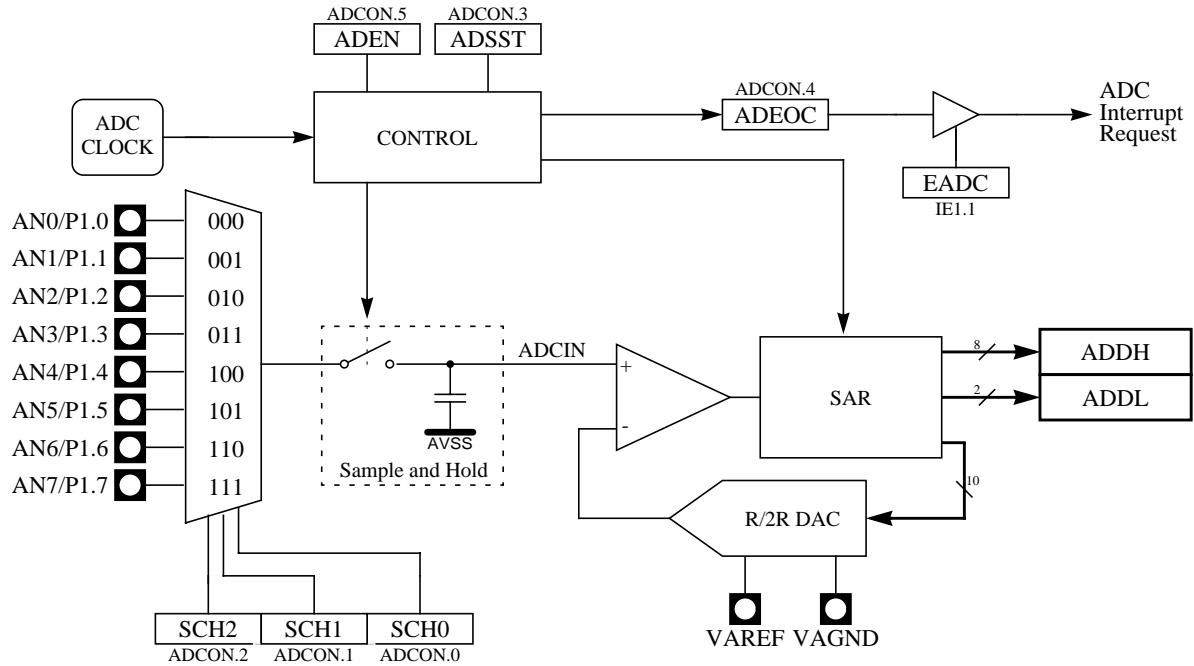 ADCON.5
ADCON.3
ADEN
ADSST
ADC
CLOCK
CONTROL
ADCON.4
ADEOC
ADC
Interrupt
Request
EADC
IE1.1
AN0/P1.0
000
AN1/P1.1
001
AN2/P1.2
010
AN3/P1.3
011
AN4/P1.4
100
AN5/P1.5
101
AN6/P1.6
110
AN7/P1.7
111
ADCIN
AVSS
Sample and Hold
+
-
SAR
8
ADDH
2
ADDL
10
R/2R DAC
VAREF
VAGND
SCH2
SCH1
SCH0
ADCON.2
ADCON.1
ADCON.0